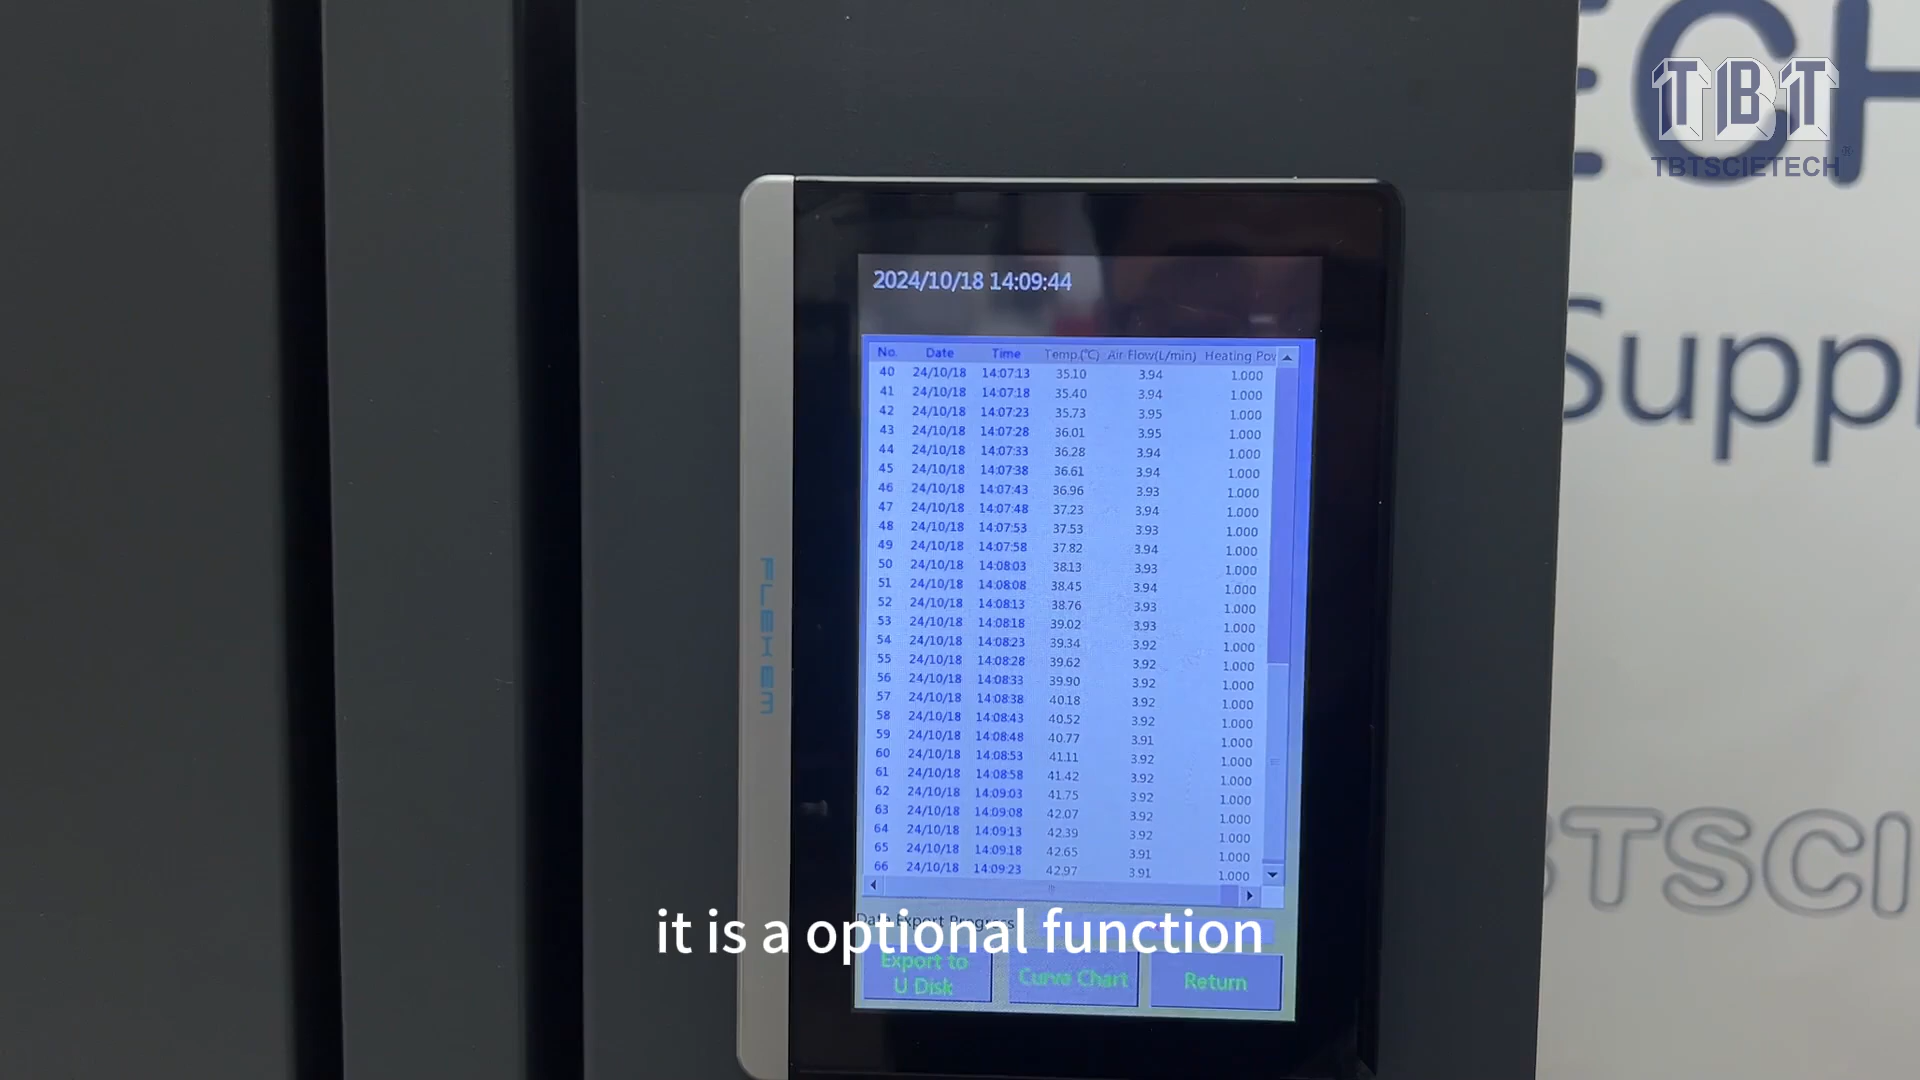 ECH
TBT
TBTSCIETECH
Suppl
BTSCI
FLEXEM
2024/10/18 14:09:44
No. Date Time Temp.(℃) Air Flow(L/min) Heating Pow
40 24/10/18 14:07:13 35.10 3.94 1.000
41 24/10/18 14:07:18 35.40 3.94 1.000
42 24/10/18 14:07:23 35.73 3.95 1.000
43 24/10/18 14:07:28 36.01 3.95 1.000
44 24/10/18 14:07:33 36.28 3.94 1.000
45 24/10/18 14:07:38 36.61 3.94 1.000
46 24/10/18 14:07:43 36.96 3.93 1.000
47 24/10/18 14:07:48 37.23 3.94 1.000
48 24/10/18 14:07:53 37.53 3.93 1.000
49 24/10/18 14:07:58 37.82 3.94 1.000
50 24/10/18 14:08:03 38.13 3.93 1.000
51 24/10/18 14:08:08 38.45 3.94 1.000
52 24/10/18 14:08:13 38.76 3.93 1.000
53 24/10/18 14:08:18 39.02 3.93 1.000
54 24/10/18 14:08:23 39.34 3.92 1.000
55 24/10/18 14:08:28 39.62 3.92 1.000
56 24/10/18 14:08:33 39.90 3.92 1.000
57 24/10/18 14:08:38 40.18 3.92 1.000
58 24/10/18 14:08:43 40.52 3.92 1.000
59 24/10/18 14:08:48 40.77 3.91 1.000
60 24/10/18 14:08:53 41.11 3.92 1.000
61 24/10/18 14:08:58 41.42 3.92 1.000
62 24/10/18 14:09:03 41.75 3.92 1.000
63 24/10/18 14:09:08 42.07 3.92 1.000
64 24/10/18 14:09:13 42.39 3.92 1.000
65 24/10/18 14:09:18 42.65 3.91 1.000
66 24/10/18 14:09:23 42.97 3.91 1.000
Data Export Progress
it is a optional function
Export to
U Disk
Curve Chart
Return